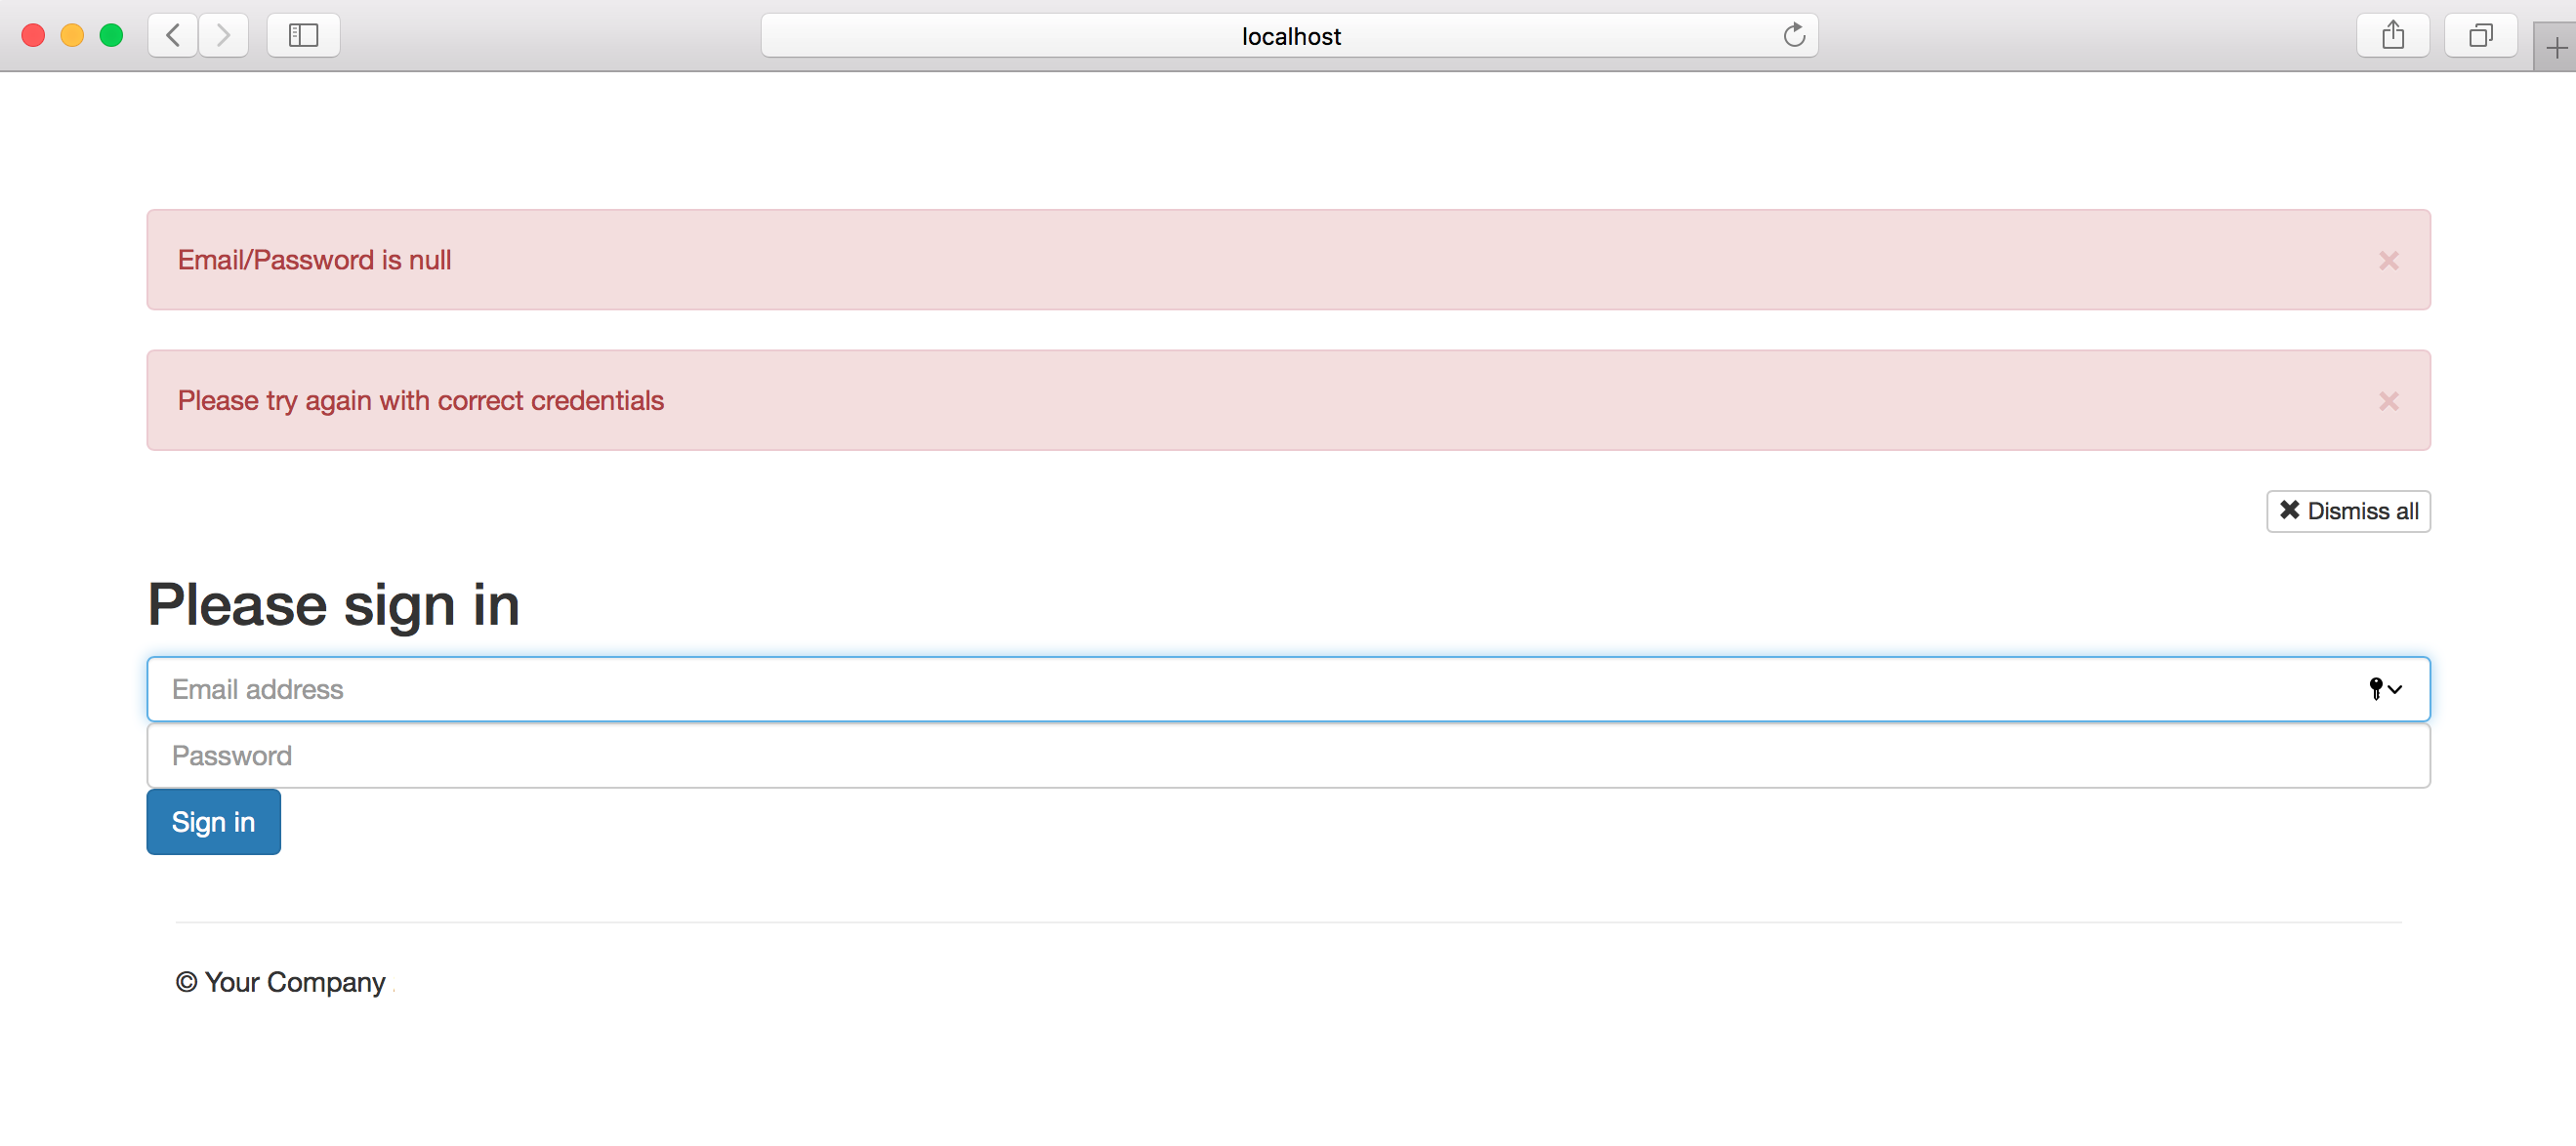 localhost
Email/Password is null ×
Please try again with correct credentials ×
✖ Dismiss all
Please sign in
Email address
Password
Sign in
© Your Company